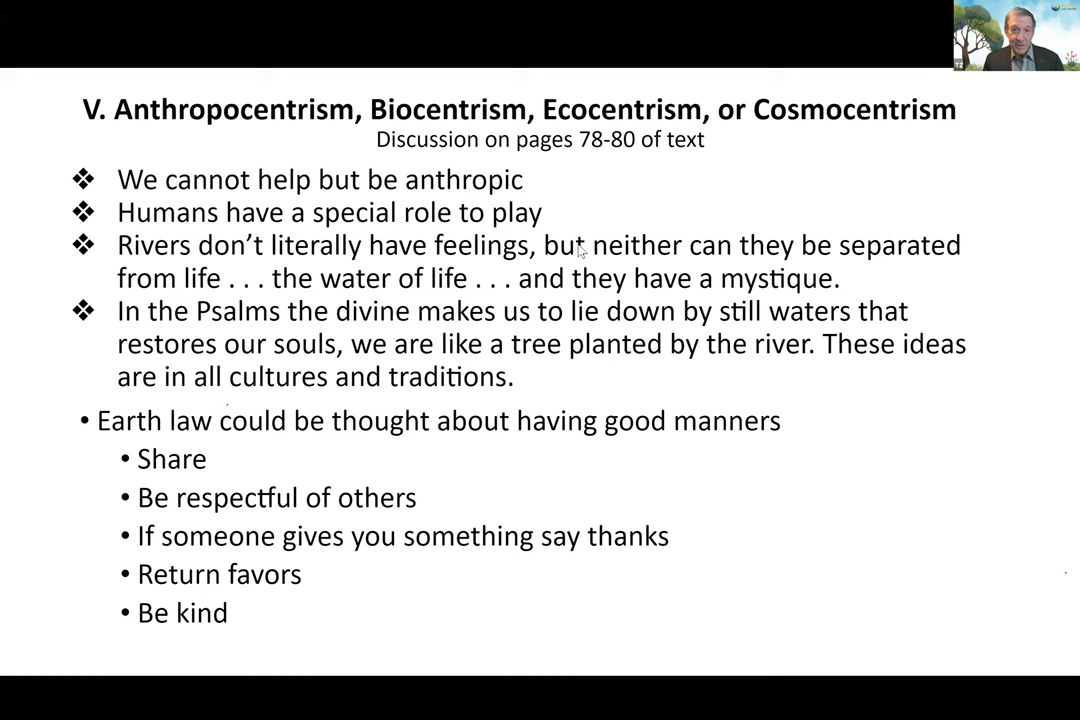 V. Anthropocentrism, Biocentrism, Ecocentrism, or Cosmocentrism
Discussion on pages 78-80 of text
❖ We cannot help but be anthropic
❖ Humans have a special role to play
❖ Rivers don’t literally have feelings, but neither can they be separated
from life . . . the water of life . . . and they have a mystique.
❖ In the Psalms the divine makes us to lie down by still waters that
restores our souls, we are like a tree planted by the river. These ideas
are in all cultures and traditions.
• Earth law could be thought about having good manners
• Share
• Be respectful of others
• If someone gives you something say thanks
• Return favors
• Be kind